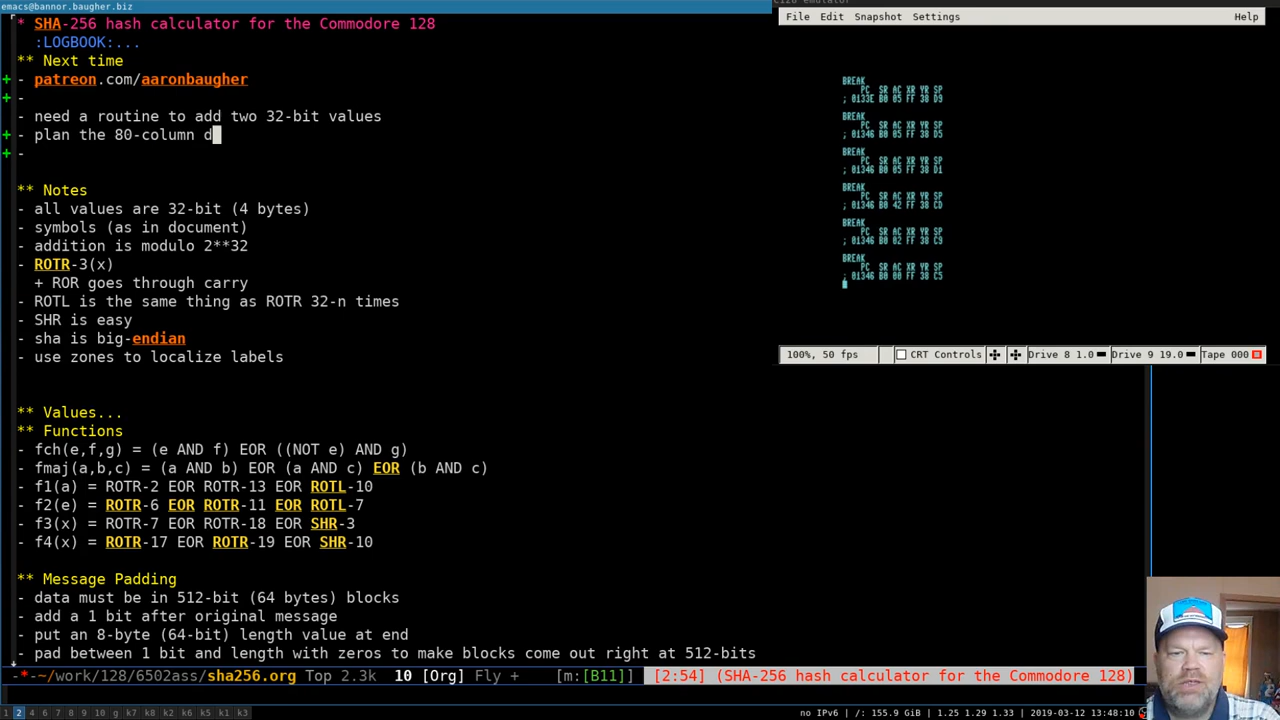 emacs@bannor.baugher.biz
* SHA-256 hash calculator for the Commodore 128
:LOGBOOK:...
** Next time
+ - patreon.com/aaronbaugher
+ -
- need a routine to add two 32-bit values
+ - plan the 80-column d
+ -
** Notes
- all values are 32-bit (4 bytes)
- symbols (as in document)
- addition is modulo 2**32
- ROTR-3(x)
+ ROR goes through carry
- ROTL is the same thing as ROTR 32-n times
- SHR is easy
- sha is big-endian
- use zones to localize labels
** Values...
** Functions
- fch(e,f,g) = (e AND f) EOR ((NOT e) AND g)
- fmaj(a,b,c) = (a AND b) EOR (a AND c) EOR (b AND c)
- f1(a) = ROTR-2 EOR ROTR-13 EOR ROTL-10
- f2(e) = ROTR-6 EOR ROTR-11 EOR ROTL-7
- f3(x) = ROTR-7 EOR ROTR-18 EOR SHR-3
- f4(x) = ROTR-17 EOR ROTR-19 EOR SHR-10
** Message Padding
- data must be in 512-bit (64 bytes) blocks
- add a 1 bit after original message
- put an 8-byte (64-bit) length value at end
- pad between 1 bit and length with zeros to make blocks come out right at 512-bits
-*-~/work/128/6502ass/sha256.org Top 2.3k 10 [Org] Fly + [m:[B11]] [2:54] (SHA-256 hash calculator for the Commodore 128)
File Edit Snapshot Settings Help
BREAK
PC SR AC XR YR SP
; 0133E B0 05 FF 38 D9
BREAK
PC SR AC XR YR SP
; 01346 B0 05 FF 38 D5
BREAK
PC SR AC XR YR SP
; 01346 B0 05 FF 38 D1
BREAK
PC SR AC XR YR SP
; 01346 B0 42 FF 38 CD
BREAK
PC SR AC XR YR SP
; 01346 B0 02 FF 38 C9
BREAK
PC SR AC XR YR SP
; 01346 B0 00 FF 38 C5
100%, 50 fps CRT Controls Drive 8 1.0 Drive 9 19.0 Tape 000
1 2 3 4 5 6 7 8 9 10 g k7 k8 k2 k6 k5 k1 k3
no IPv6 | /: 155.9 GiB | 1.25 1.29 1.33 | 2019-03-12 13:48:10